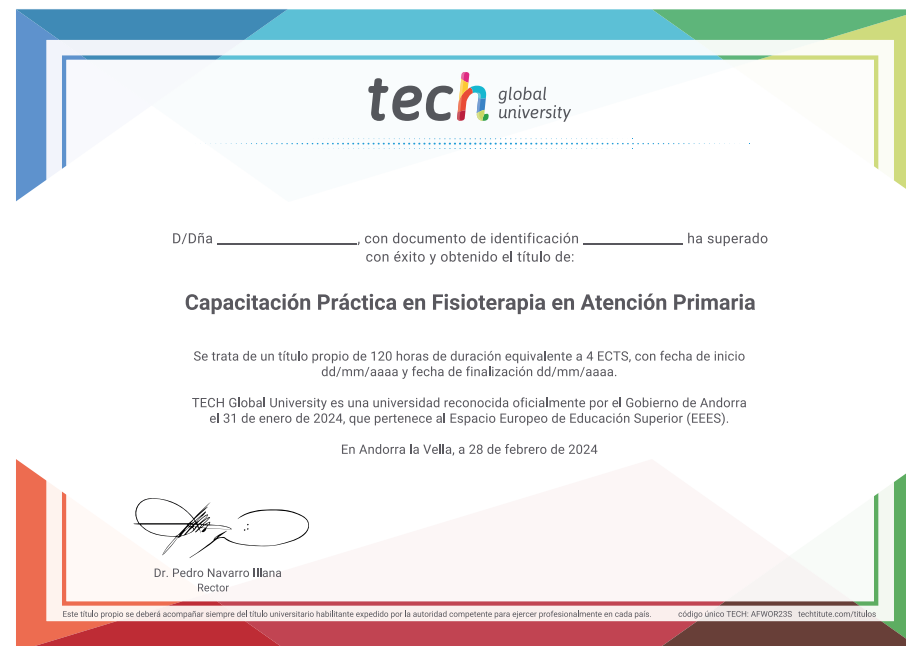 tech global university
D/Dña ____________________, con documento de identificación ______________ ha superado
con éxito y obtenido el título de:
Capacitación Práctica en Fisioterapia en Atención Primaria
Se trata de un título propio de 120 horas de duración equivalente a 4 ECTS, con fecha de inicio
dd/mm/aaaa y fecha de finalización dd/mm/aaaa.
TECH Global University es una universidad reconocida oficialmente por el Gobierno de Andorra
el 31 de enero de 2024, que pertenece al Espacio Europeo de Educación Superior (EEES).
En Andorra la Vella, a 28 de febrero de 2024
Dr. Pedro Navarro Illana
Rector
Este título propio se deberá acompañar siempre del título universitario habilitante expedido por la autoridad competente para ejercer profesionalmente en cada país. código único TECH: AFWOR23S techtitute.com/titulos